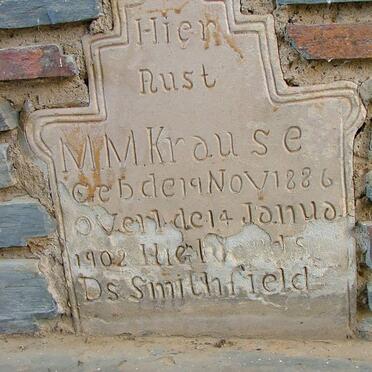 Hier
Rust
M.M. Krause
Geb. de 19 NOV 1886
Overl. de 14 Janua
1902
Ds Smithfield